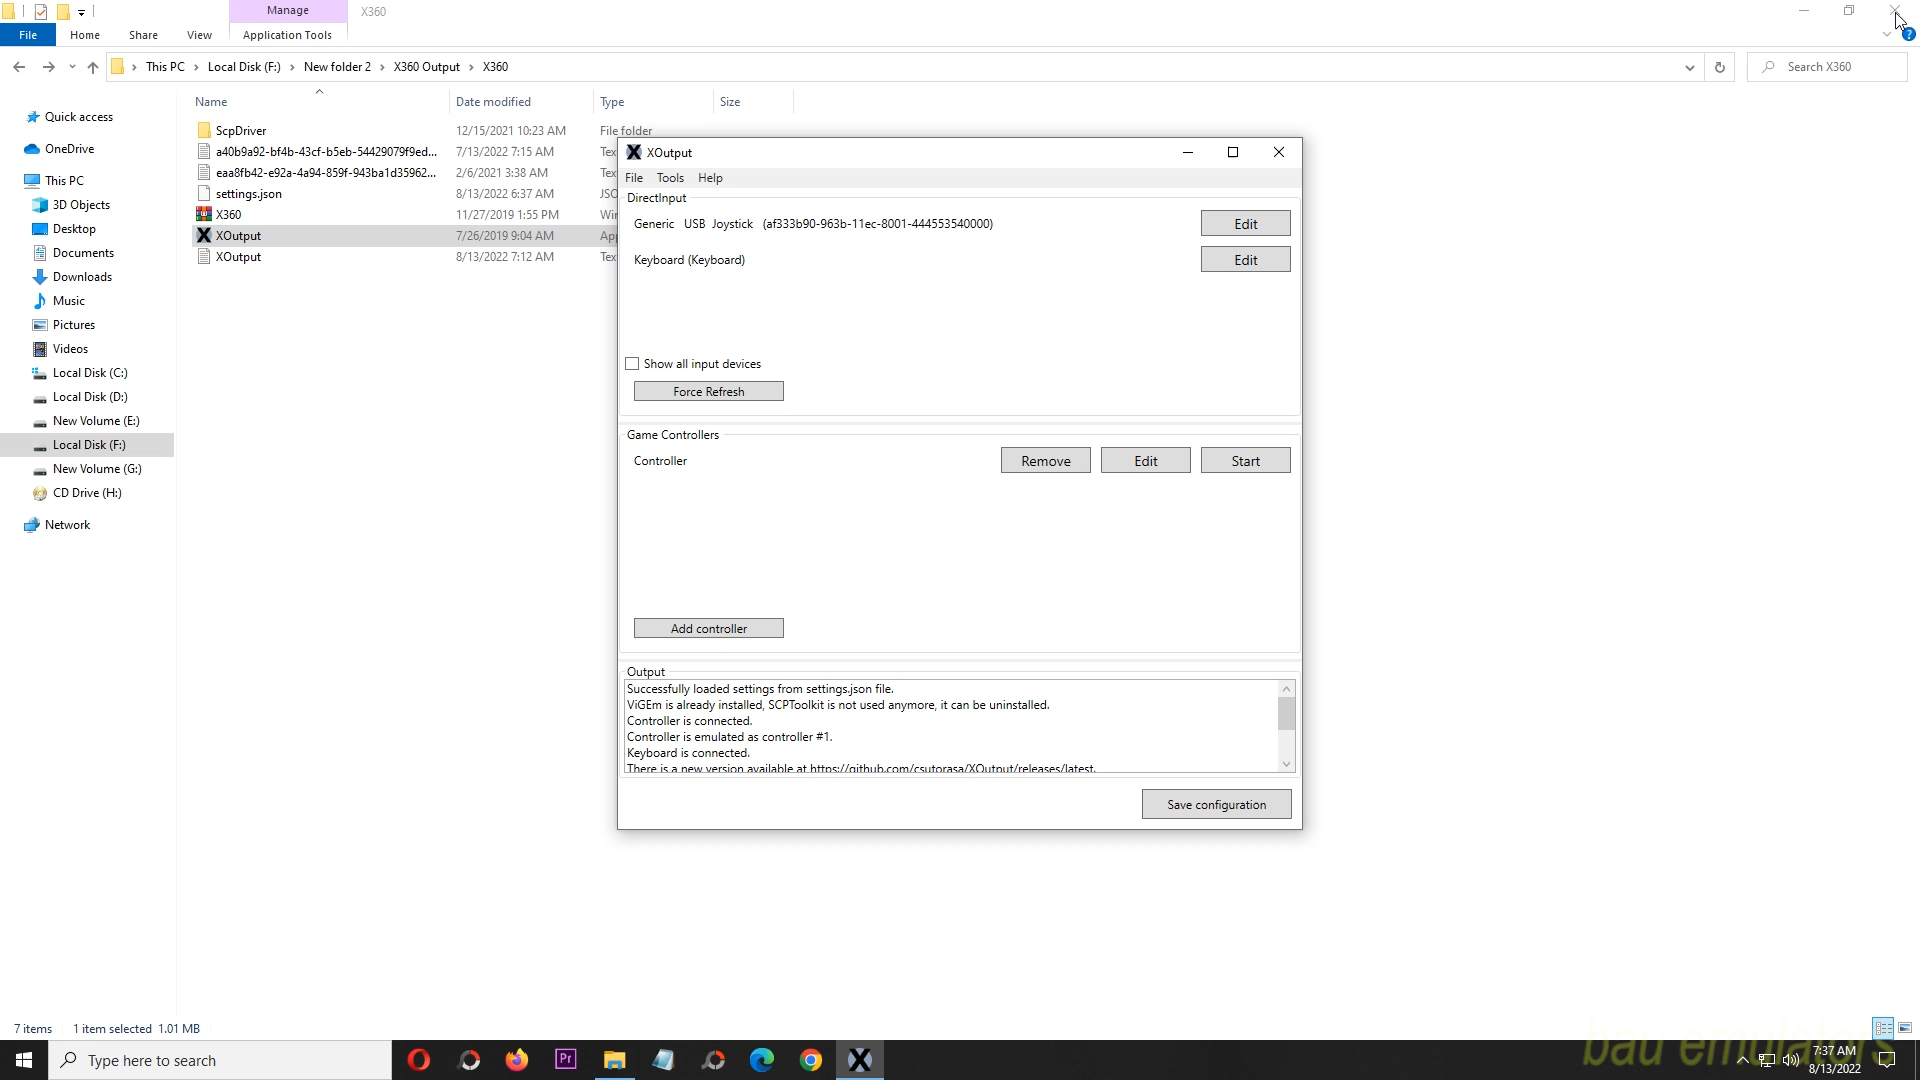 Manage X360
File Home Share View Application Tools
This PC Local Disk (F:) New folder 2 X360 Output X360 Search X360
Name Date modified Type Size
Quick access
OneDrive
This PC
3D Objects
Desktop
Documents
Downloads
Music
Pictures
Videos
Local Disk (C:)
Local Disk (D:)
New Volume (E:)
Local Disk (F:)
New Volume (G:)
CD Drive (H:)
Network
ScpDriver 12/15/2021 10:23 AM File folder
a40b9a92-bf4b-43cf-b5eb-54429079f9ed... 7/13/2022 7:15 AM Tex
eaa8fb42-e92a-4a94-859f-943ba1d35962... 2/6/2021 3:38 AM Tex
settings.json 8/13/2022 6:37 AM JSO
X360 11/27/2019 1:55 PM Wi
XOutput 7/26/2019 9:04 AM App
XOutput 8/13/2022 7:12 AM Tex
XOutput
File Tools Help
DirectInput
Generic USB Joystick (af333b90-963b-11ec-8001-444553540000) Edit
Keyboard (Keyboard) Edit
Show all input devices
Force Refresh
Game Controllers
Controller Remove Edit Start
Add controller
Output
Successfully loaded settings from settings.json file.
ViGEm is already installed, SCPToolkit is not used anymore, it can be uninstalled.
Controller is connected.
Controller is emulated as controller #1.
Keyboard is connected.
There is a new version available at https://github.com/csutorasa/XOutput/releases/latest.
Save configuration
7 items 1 item selected 1.01 MB
bau emulators
Type here to search
Pr
7:37 AM
8/13/2022